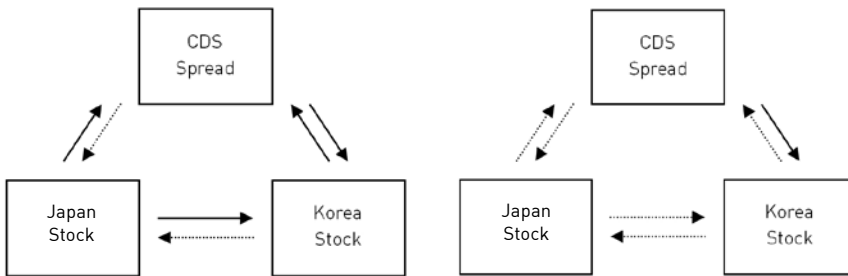 CDS
Spread
Japan
Stock
Korea
Stock
CDS
Spread
Japan
Stock
Korea
Stock